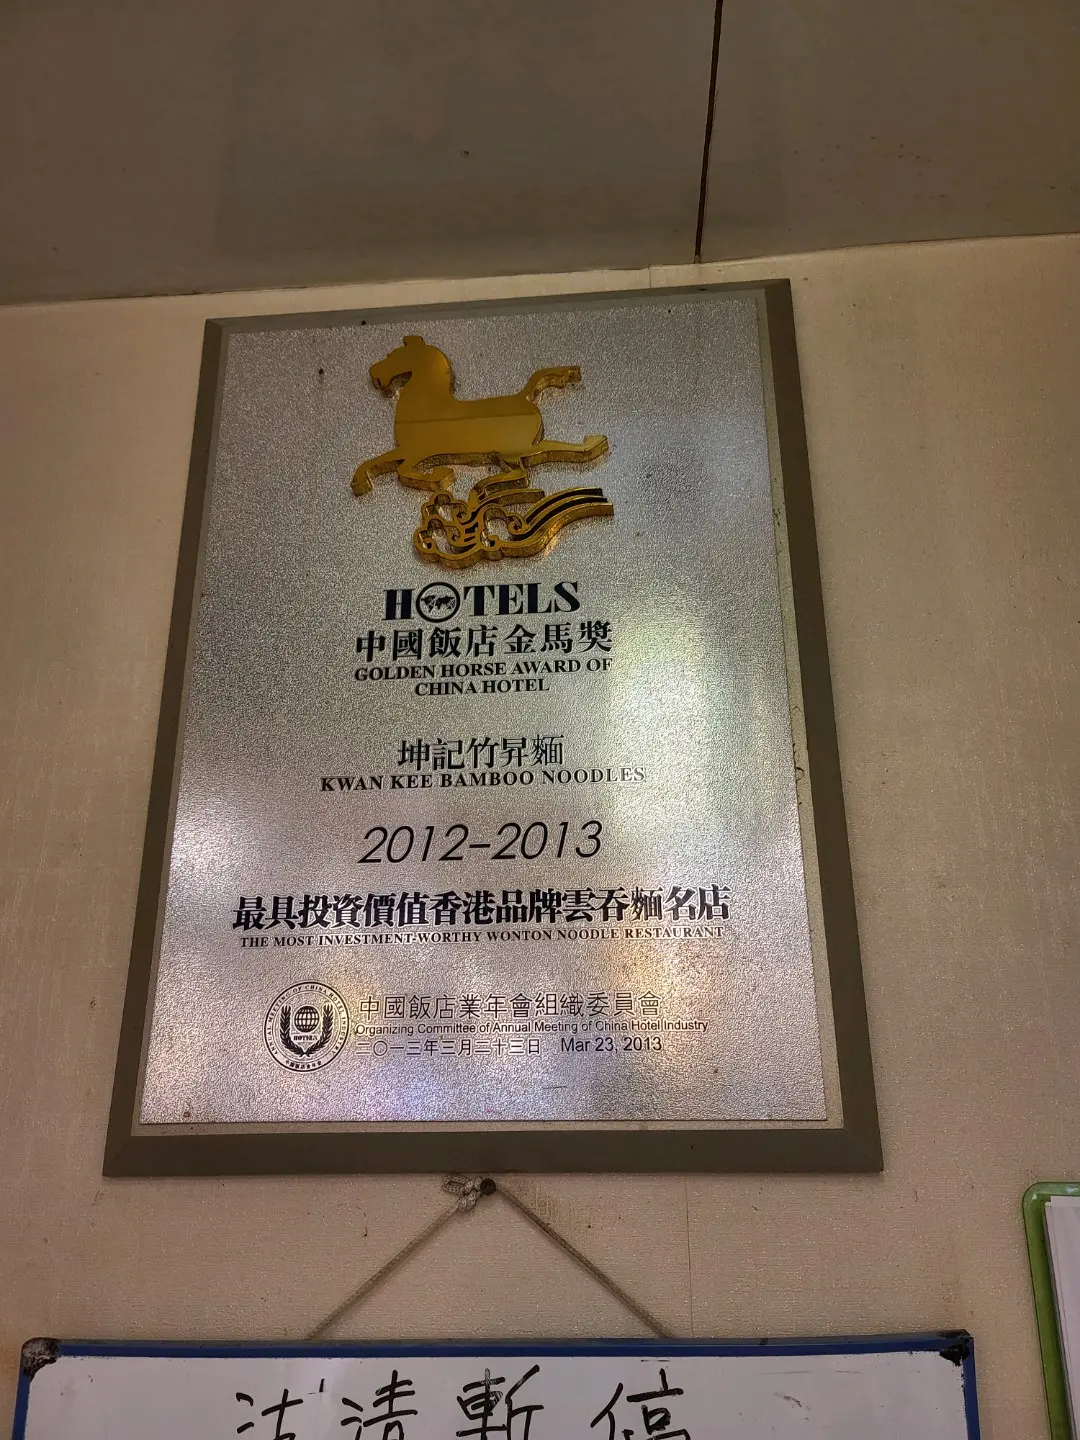 HOTELS
中國飯店金馬獎
GOLDEN HORSE AWARD OF
CHINA HOTEL
坤記竹昇麵
KWAN KEE BAMBOO NOODLES
2012-2013
最具投資價值香港品牌雲吞麵名店
THE MOST INVESTMENT-WORTHY WONTON NOODLE RESTAURANT
中國飯店業年會組織委員會
Organizing Committee of Annual Meeting of China Hotel Industry
二〇一三年三月二十三日 Mar 23, 2013
沽清暫停